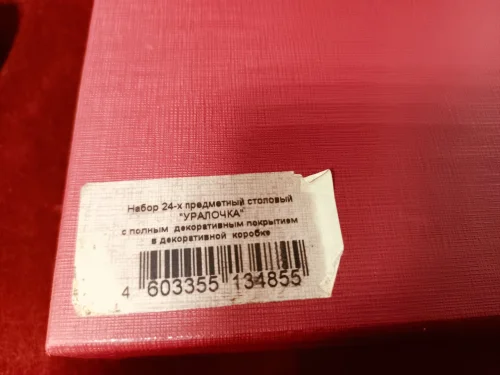 Набор 24-х предметный столовый
"УРАЛОЧКА"
с полным декоративным покрытием
в декоративной коробке
4 603355 134855